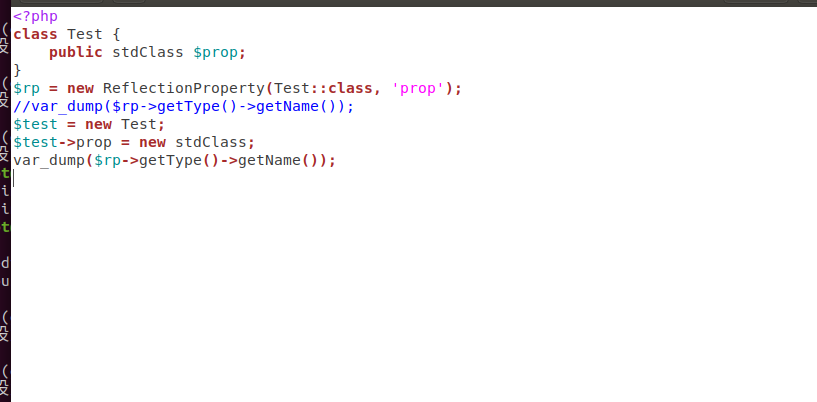 <?php
class Test {
    public stdClass $prop;
}
$rp = new ReflectionProperty(Test::class, 'prop');
//var_dump($rp->getType()->getName());
$test = new Test;
$test->prop = new stdClass;
var_dump($rp->getType()->getName());